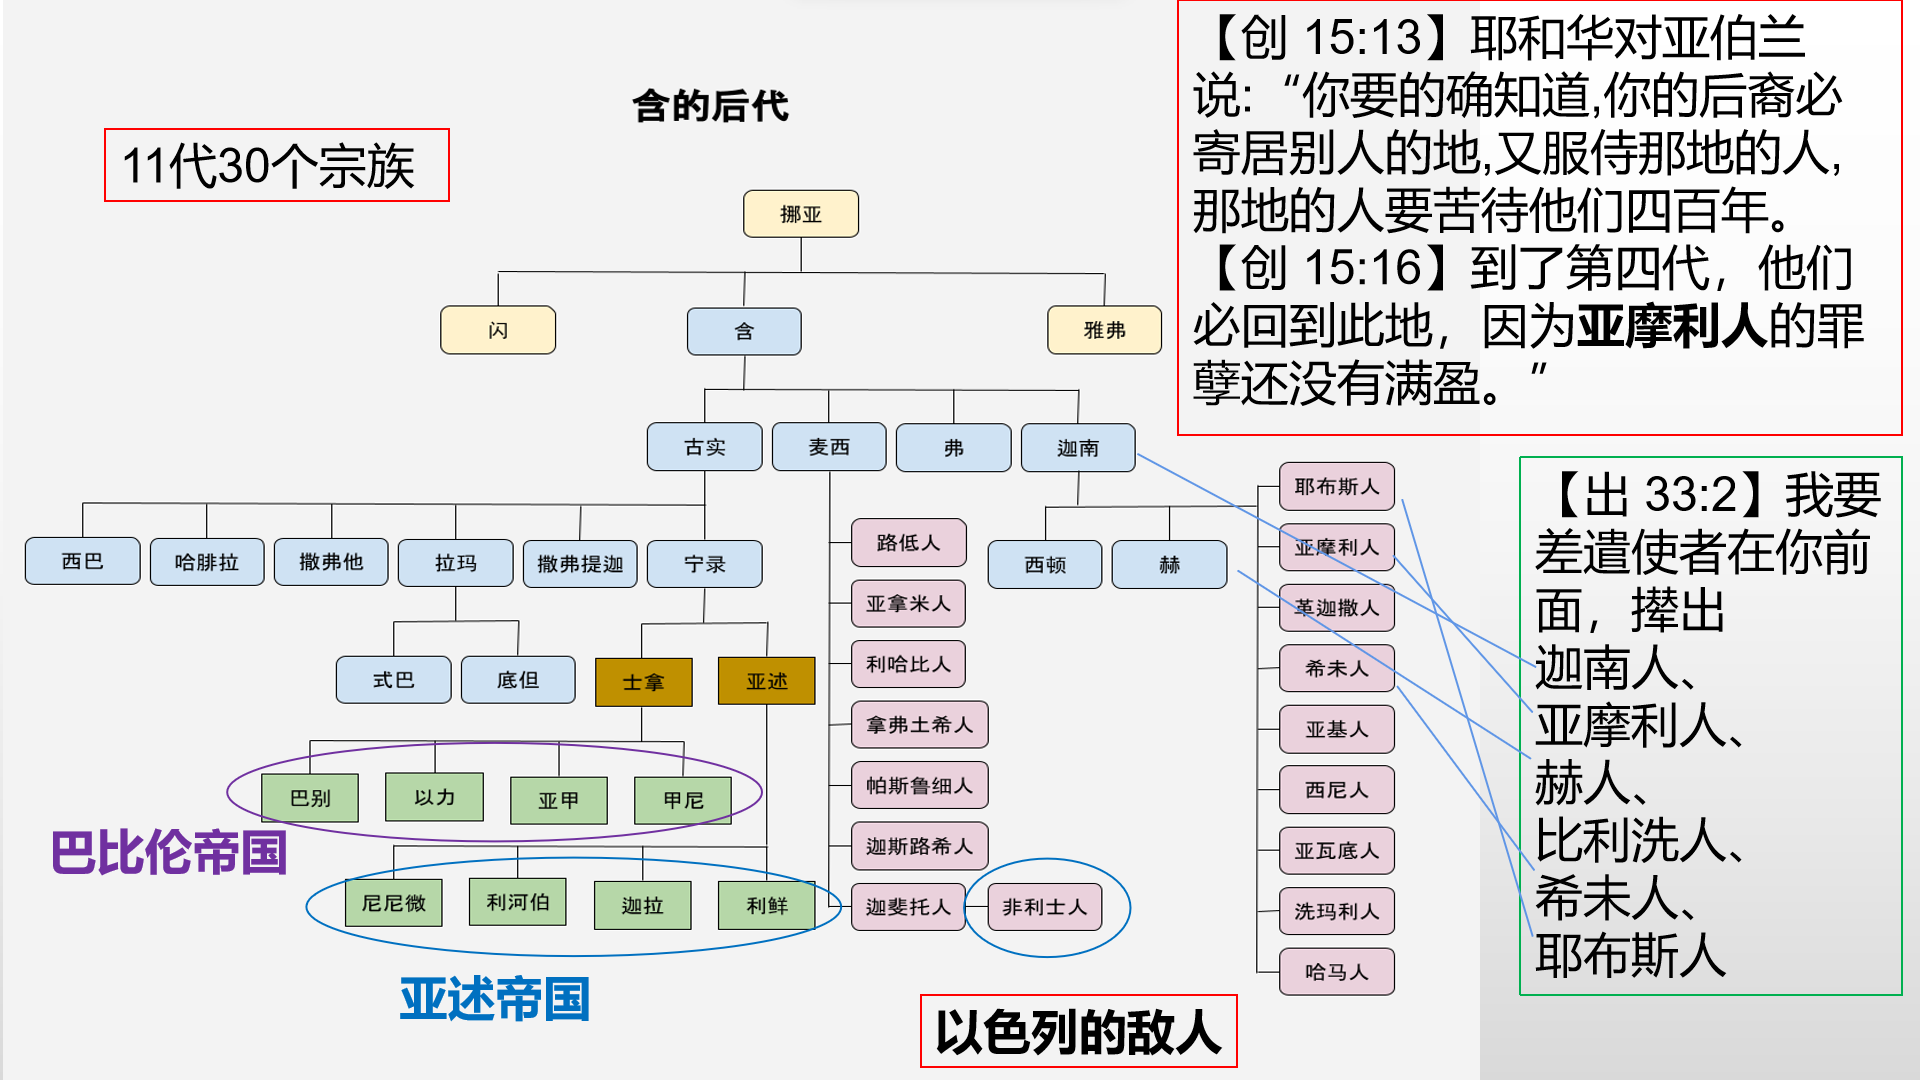 含的后代
11代30个宗族
【创 15:13】耶和华对亚伯兰
说:“你要的确知道,你的后裔必
寄居别人的地,又服侍那地的人,
那地的人要苦待他们四百年。
【创 15:16】到了第四代，他们
必回到此地，因为亚摩利人的罪
孽还没有满盈。”
挪亚
闪
含
雅弗
古实
麦西
弗
迦南
西巴
哈腓拉
撒弗他
拉玛
撒弗提迦
宁录
式巴
底但
士拿
亚述
巴别
以力
亚甲
甲尼
巴比伦帝国
尼尼微
利河伯
迦拉
利鲜
亚述帝国
路低人
亚拿米人
利哈比人
拿弗土希人
帕斯鲁细人
迦斯路希人
迦斐托人
非利士人
西顿
赫
耶布斯人
亚摩利人
革迦撒人
希未人
亚基人
西尼人
亚瓦底人
洗玛利人
哈马人
【出 33:2】我要
差遣使者在你前
面，撵出
迦南人、
亚摩利人、
赫人、
比利洗人、
希未人、
耶布斯人
以色列的敌人